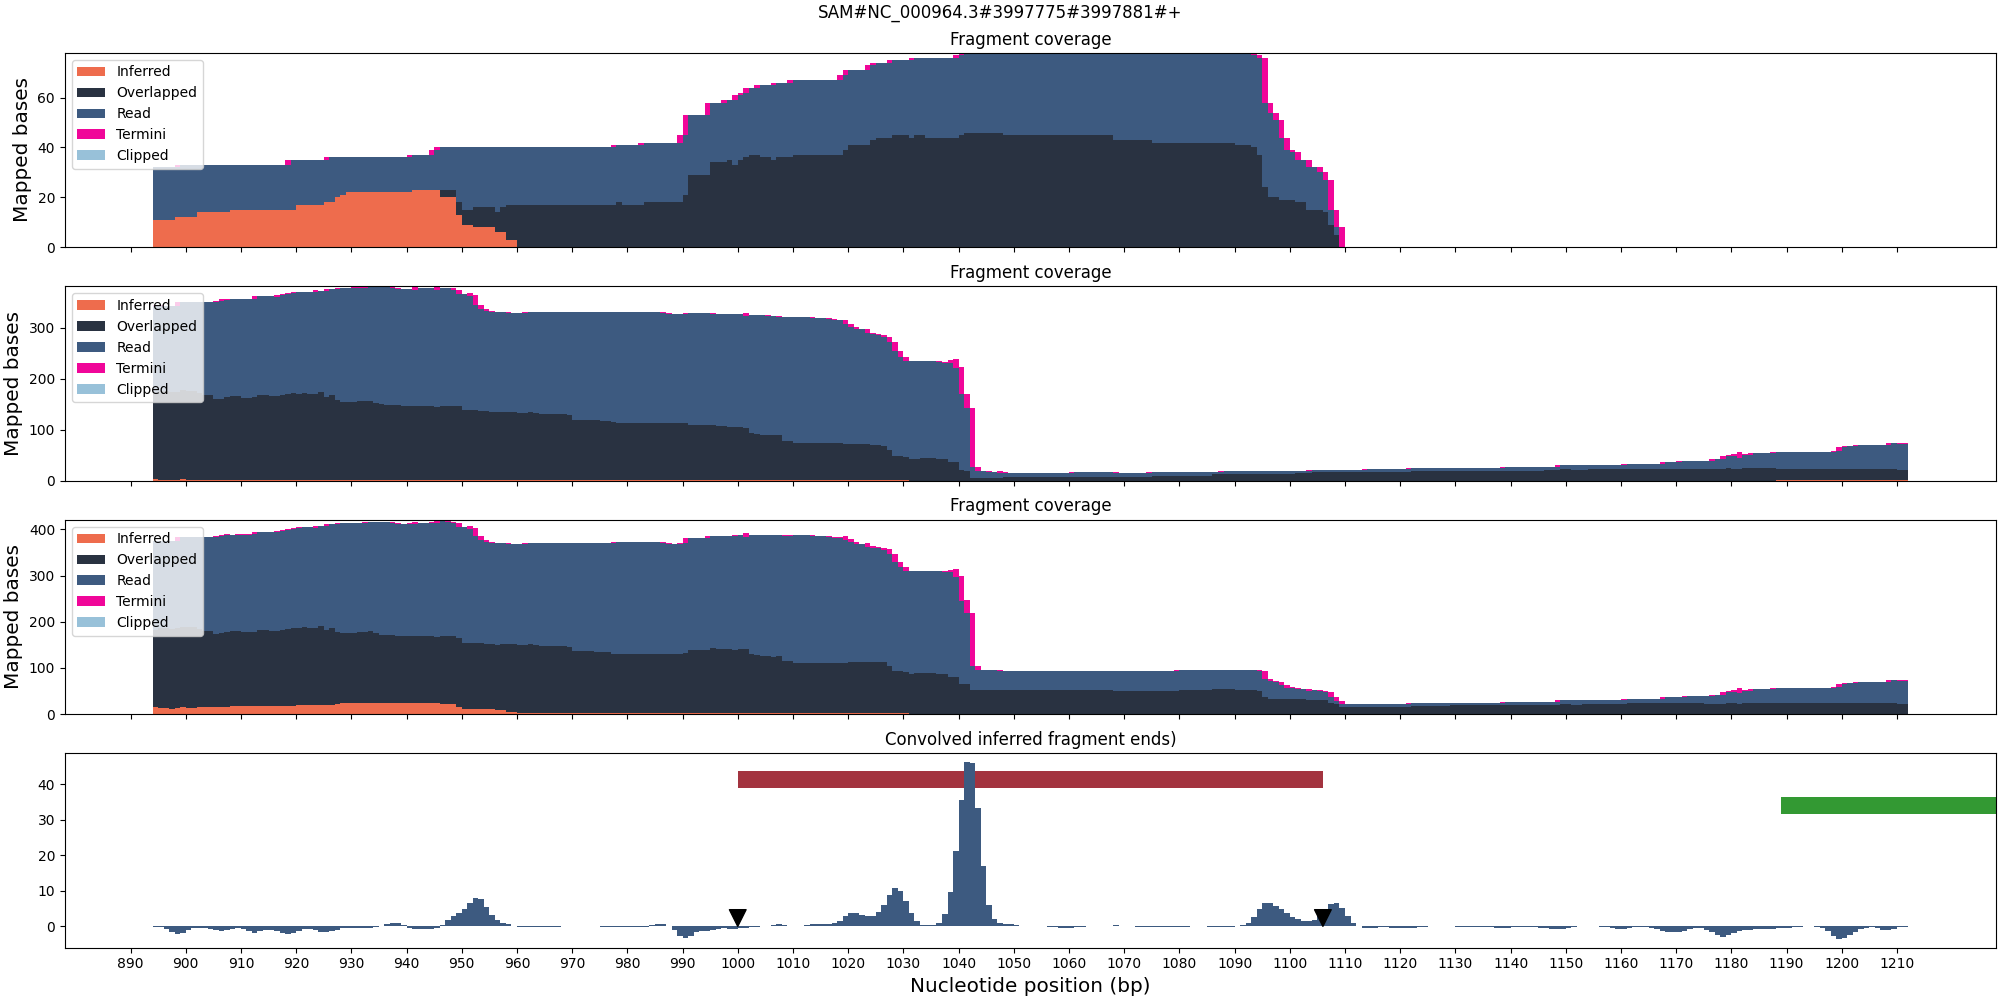 SAM#NC_000964.3#3997775#3997881#+
Fragment coverage
Mapped bases
60
40
20
0
Inferred
Overlapped
Read
Termini
Clipped
Fragment coverage
Mapped bases
300
200
100
0
Inferred
Overlapped
Read
Termini
Clipped
Fragment coverage
Mapped bases
400
300
200
100
0
Inferred
Overlapped
Read
Termini
Clipped
Convolved inferred fragment ends)
40
30
20
10
0
890 900 910 920 930 940 950 960 970 980 990 1000 1010 1020 1030 1040 1050 1060 1070 1080 1090 1100 1110 1120 1130 1140 1150 1160 1170 1180 1190 1200 1210
Nucleotide position (bp)